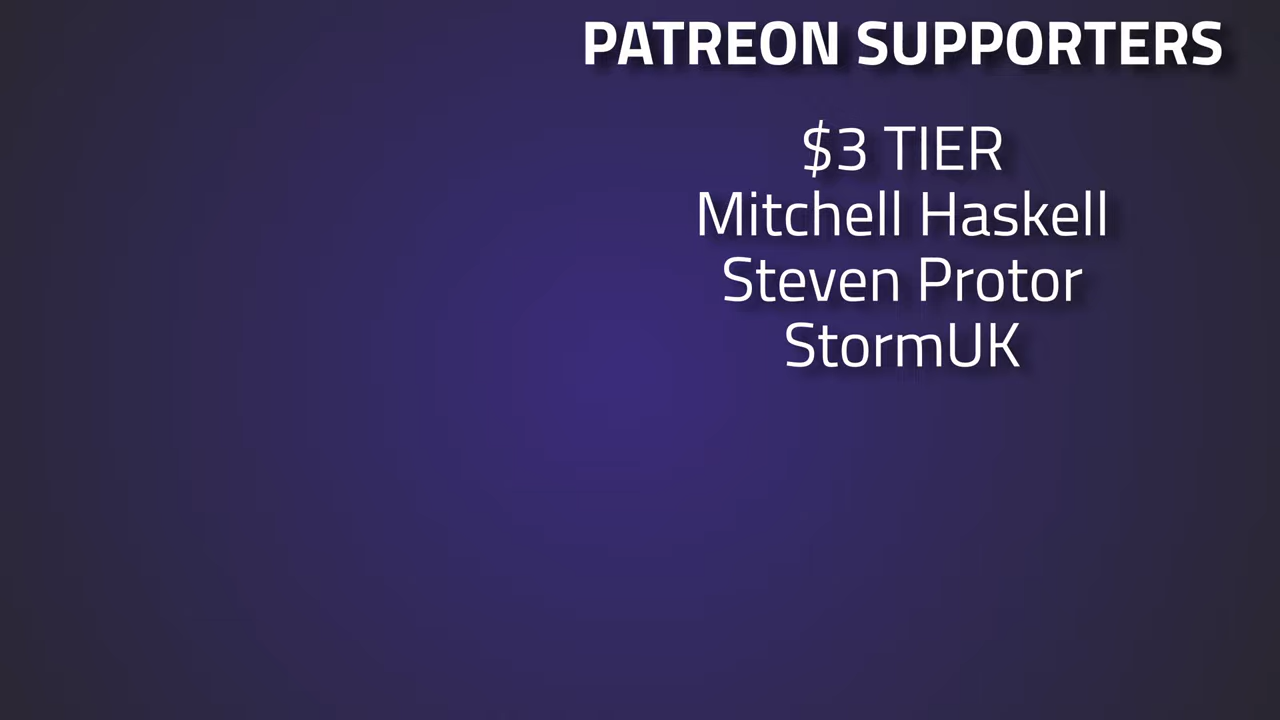 PATREON SUPPORTERS
$3 TIER
Mitchell Haskell
Steven Protor
StormUK